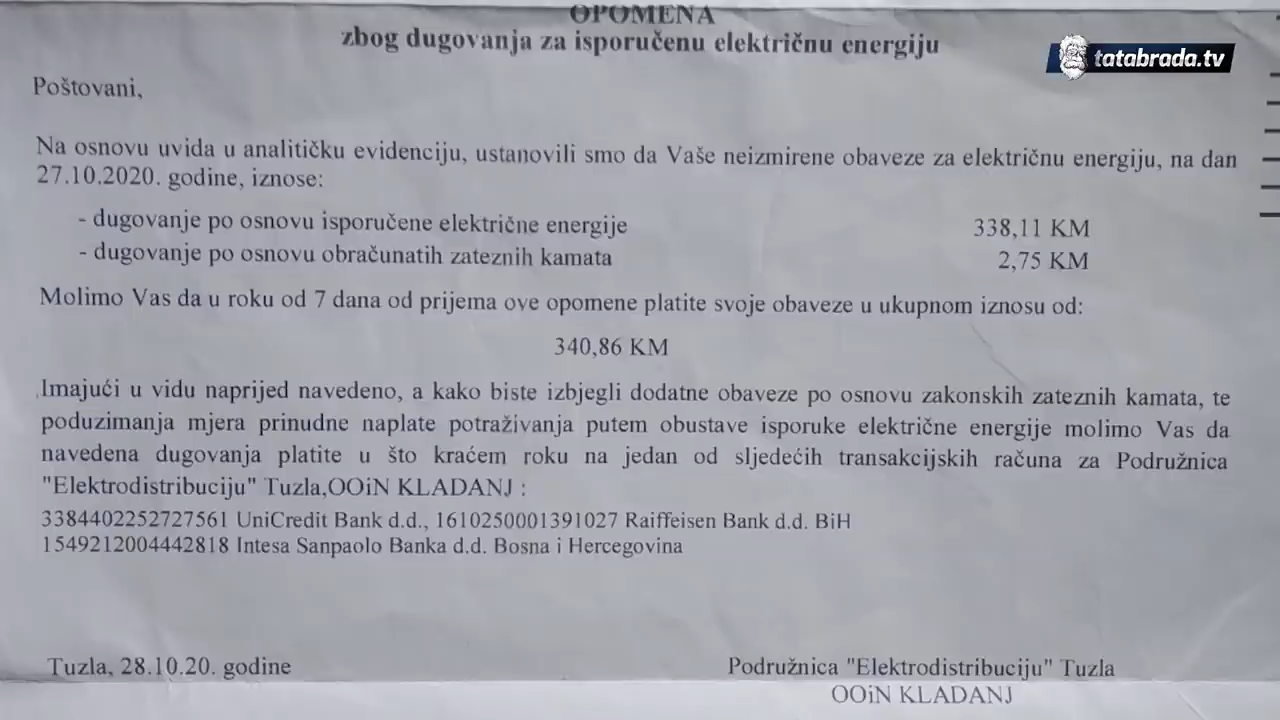 OPOMENA
zbog dugovanja za isporučenu električnu energiju
tatabrada.tv
Poštovani,
Na osnovu uvida u analitičku evidenciju, ustanovili smo da Vaše neizmirene obaveze za električnu energiju, na dan
27.10.2020. godine, iznose:
- dugovanje po osnovu isporučene električne energije 338,11 KM
- dugovanje po osnovu obračunatih zateznih kamata 2,75 KM
Molimo Vas da u roku od 7 dana od prijema ove opomene platite svoje obaveze u ukupnom iznosu od:
340,86 KM
Imajući u vidu naprijed navedeno, a kako biste izbjegli dodatne obaveze po osnovu zakonskih zateznih kamata, te
poduzimanja mjera prinudne naplate potraživanja putem obustave isporuke električne energije molimo Vas da
navedena dugovanja platite u što kraćem roku na jedan od sljedećih transakcijskih računa za Podružnica
"Elektrodistribuciju" Tuzla,OOiN KLADANJ :
3384402252727561 UniCredit Bank d.d., 1610250001391027 Raiffeisen Bank d.d. BiH
1549212004442818 Intesa Sanpaolo Banka d.d. Bosna i Hercegovina
Tuzla, 28.10.20. godine
Podružnica "Elektrodistribuciju" Tuzla
OOiN KLADANJ